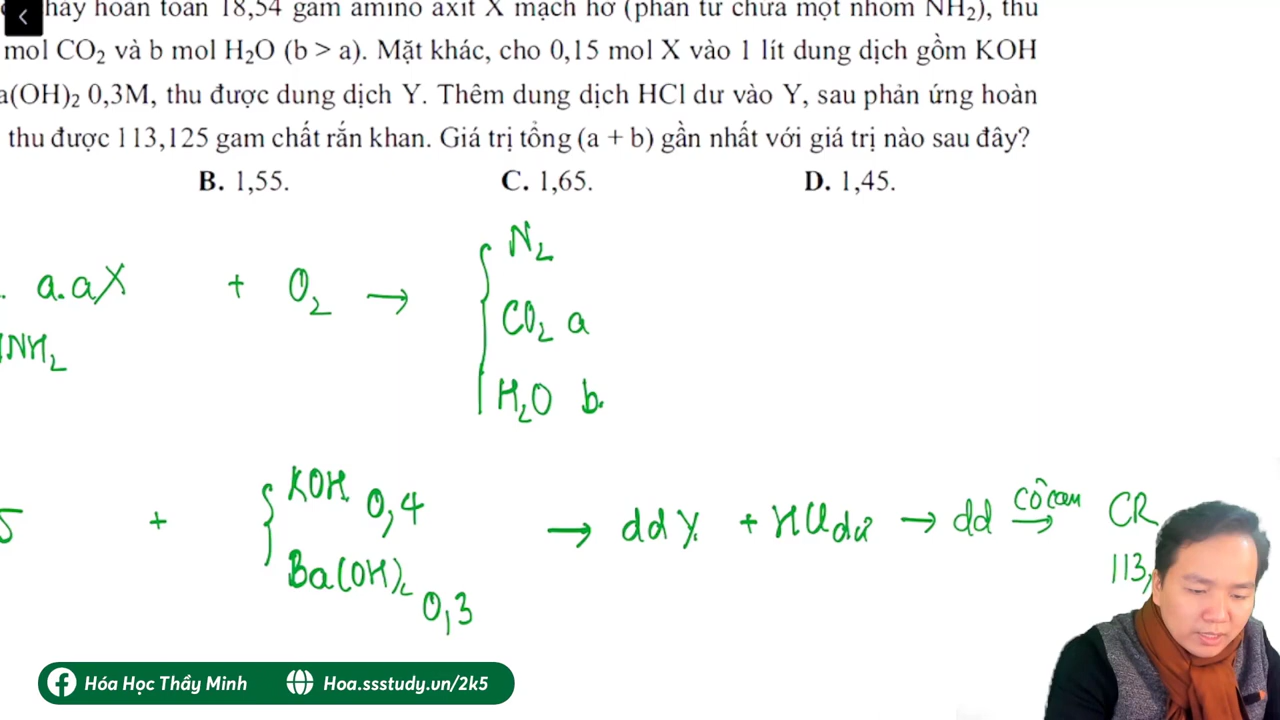 hay hoàn toàn 18,54 gam amino axit X mạch hở (phân tử chứa một nhóm NH₂), thu
mol CO₂ và b mol H₂O (b > a). Mặt khác, cho 0,15 mol X vào 1 lít dung dịch gồm KOH
a(OH)₂ 0,3M, thu được dung dịch Y. Thêm dung dịch HCl dư vào Y, sau phản ứng hoàn
thu được 113,125 gam chất rắn khan. Giá trị tổng (a + b) gần nhất với giá trị nào sau đây?
B. 1,55. C. 1,65. D. 1,45.
N₂
a.a X + O₂ → CO₂ a
NH₂
H₂O b.
KOH 0,4
5 + → dd Y + HCl dư → dd cô cạn → CR
Ba(OH)₂ 0,3
113,
Hóa Học Thầy Minh Hoa.ssstudy.vn/2k5